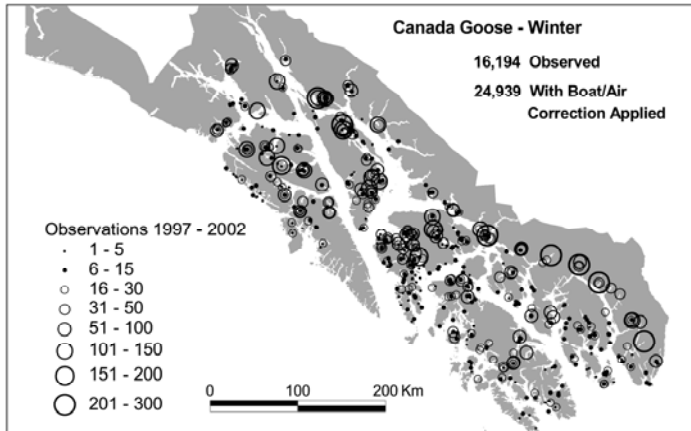 Canada Goose - Winter
16,194 Observed
24,939 With Boat/Air
Correction Applied
Observations 1997 - 2002
1 - 5
6 - 15
16 - 30
31 - 50
51 - 100
101 - 150
151 - 200
201 - 300
0 100 200 Km